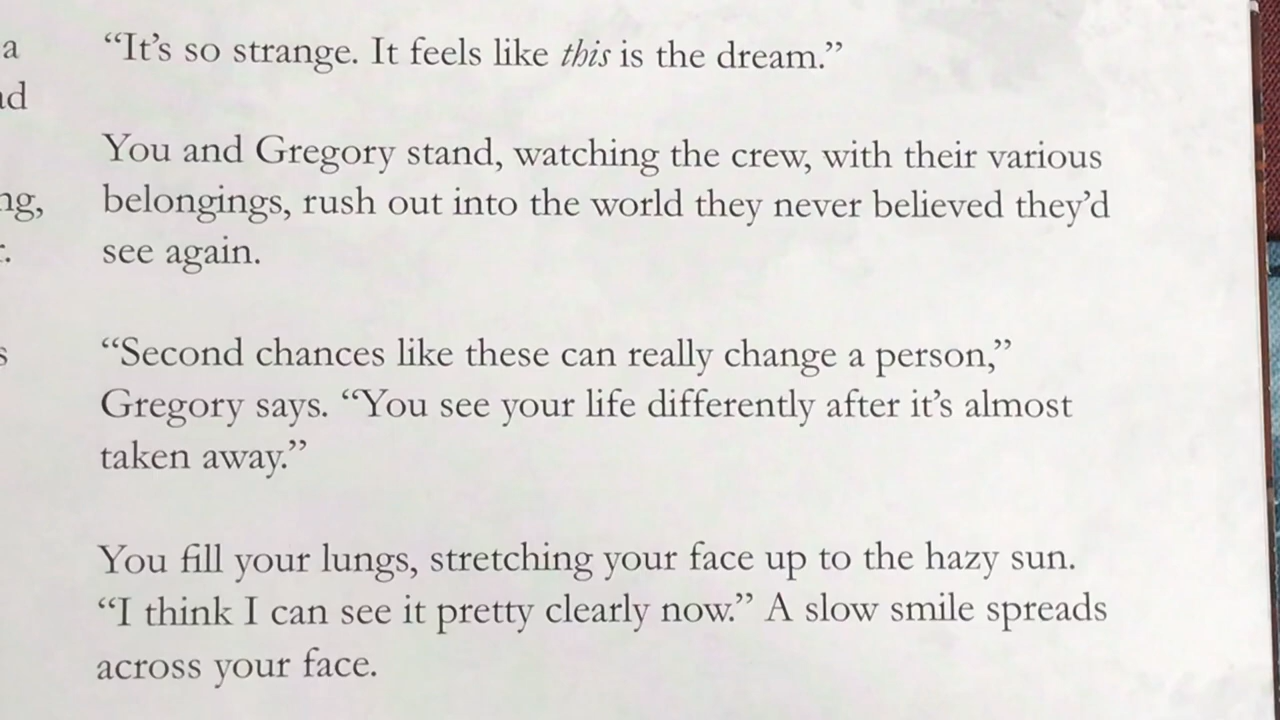 “It’s so strange. It feels like this is the dream.”
You and Gregory stand, watching the crew, with their various
belongings, rush out into the world they never believed they’d
see again.
“Second chances like these can really change a person,”
Gregory says. “You see your life differently after it’s almost
taken away.”
You fill your lungs, stretching your face up to the hazy sun.
“I think I can see it pretty clearly now.” A slow smile spreads
across your face.